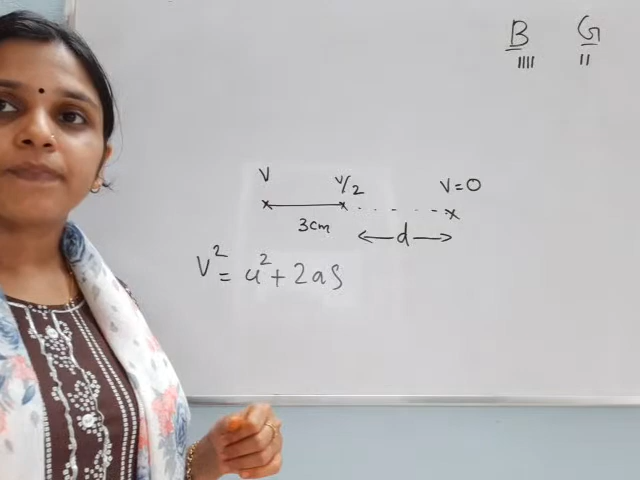 B G
|||| ||
V V/2 V=0
3cm
d
V² = u² + 2aS